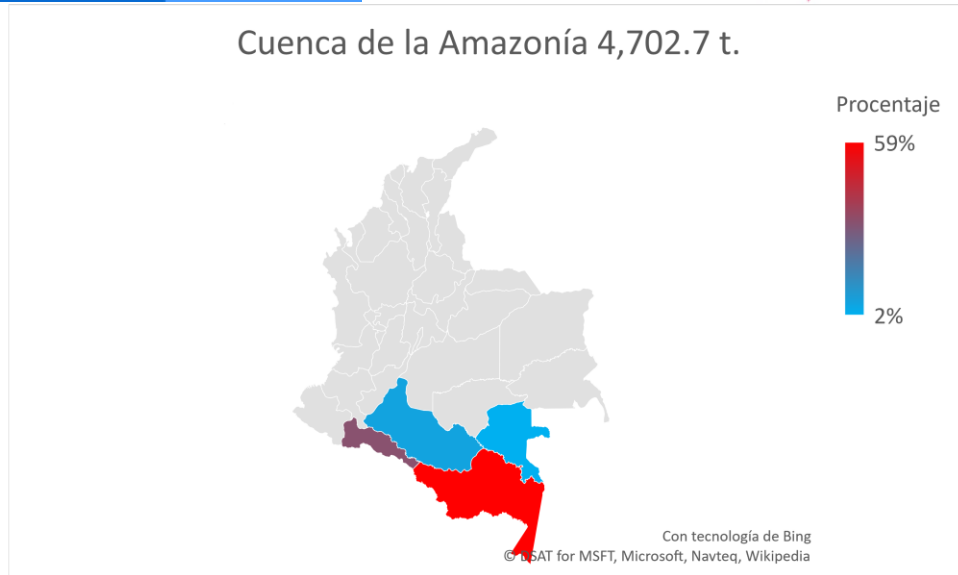 Cuenca de la Amazonía 4,702.7 t.
Procentaje
59%
2%
Con tecnología de Bing
© DSAT for MSFT, Microsoft, Navteq, Wikipedia